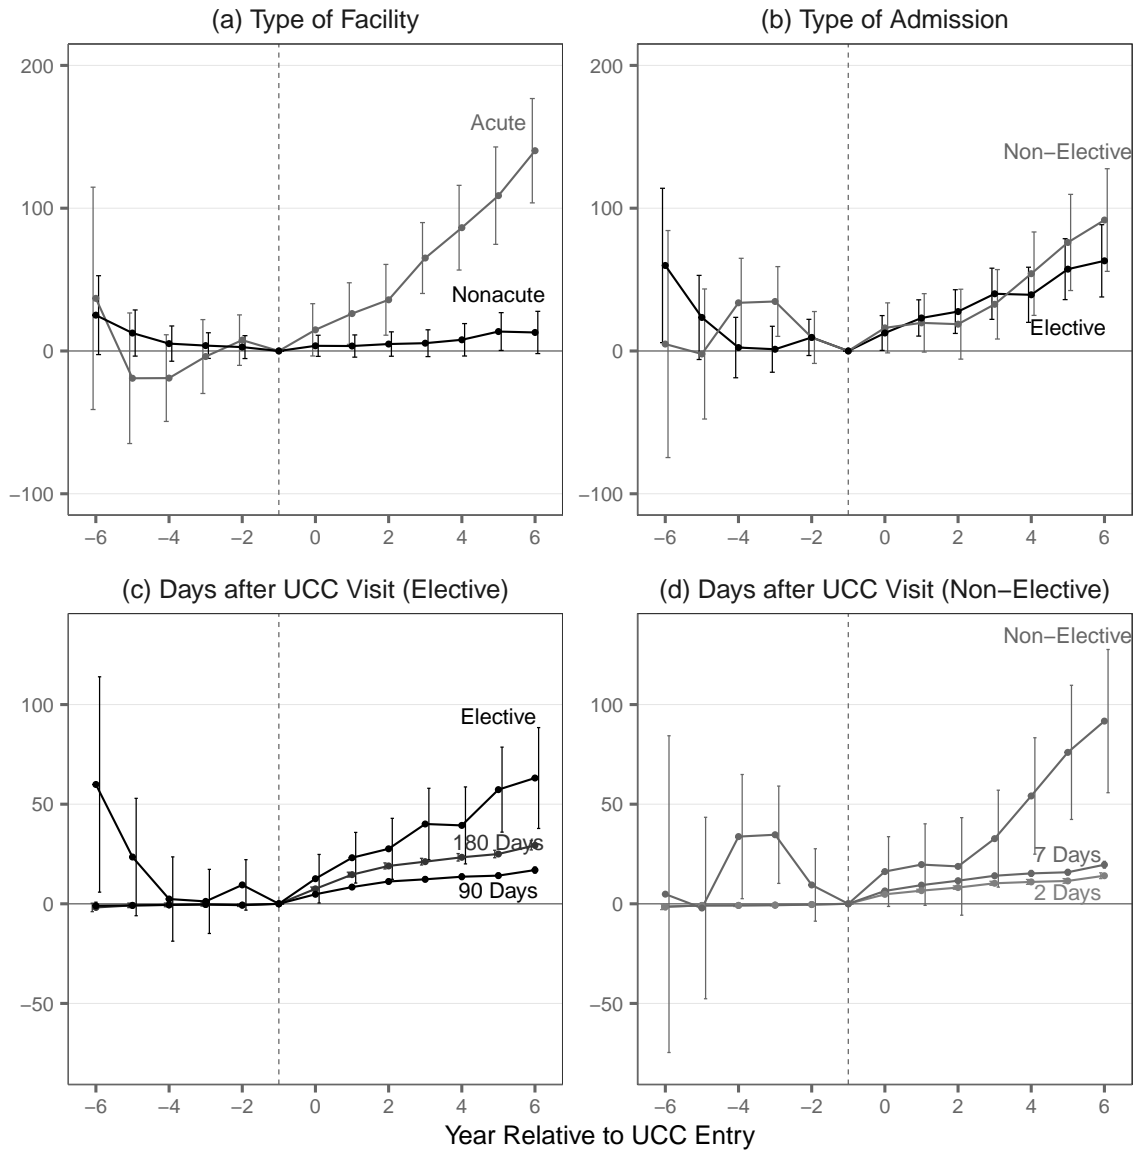 (a) Type of Facility
(b) Type of Admission
200
100
0
−100
Acute
Nonacute
−6 −4 −2 0 2 4 6
200
100
0
−100
Non−Elective
Elective
−6 −4 −2 0 2 4 6
(c) Days after UCC Visit (Elective)
(d) Days after UCC Visit (Non−Elective)
100
50
0
−50
Elective
180 Days
90 Days
−6 −4 −2 0 2 4 6
100
50
0
−50
Non−Elective
7 Days
2 Days
−6 −4 −2 0 2 4 6
Year Relative to UCC Entry